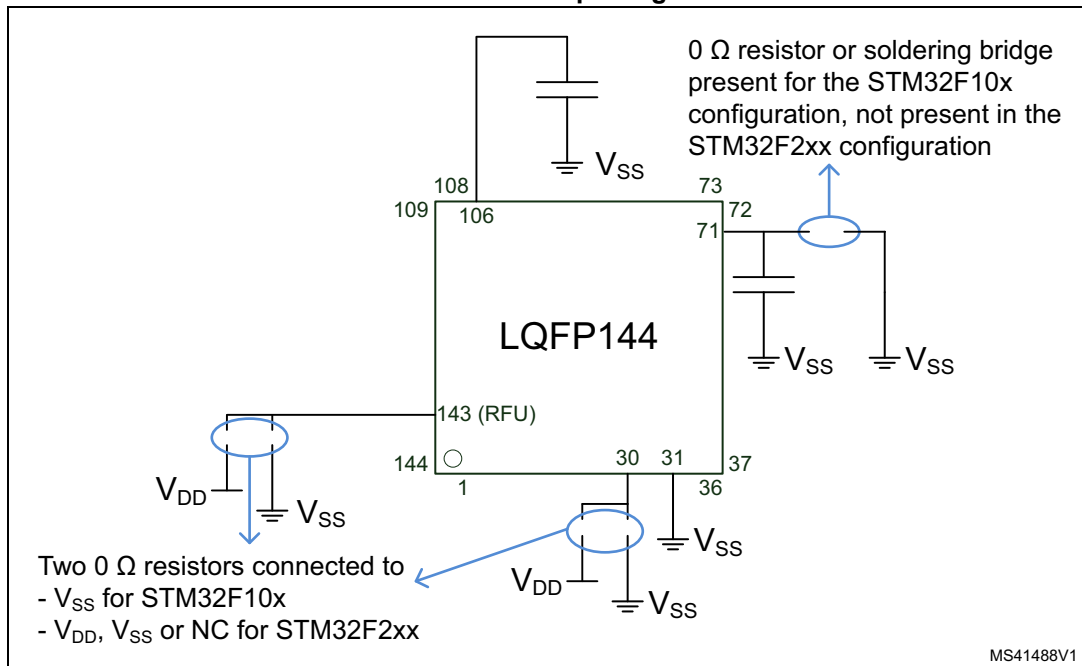 0 Ω resistor or soldering bridge
present for the STM32F10x
configuration, not present in the
STM32F2xx configuration
VSS
108
73
109
106
72
71
LQFP144
VSS
VSS
143 (RFU)
144
30
31
37
1
36
VDD
VSS
VSS
VDD
VSS
Two 0 Ω resistors connected to
- VSS for STM32F10x
- VDD, VSS or NC for STM32F2xx
MS41488V1